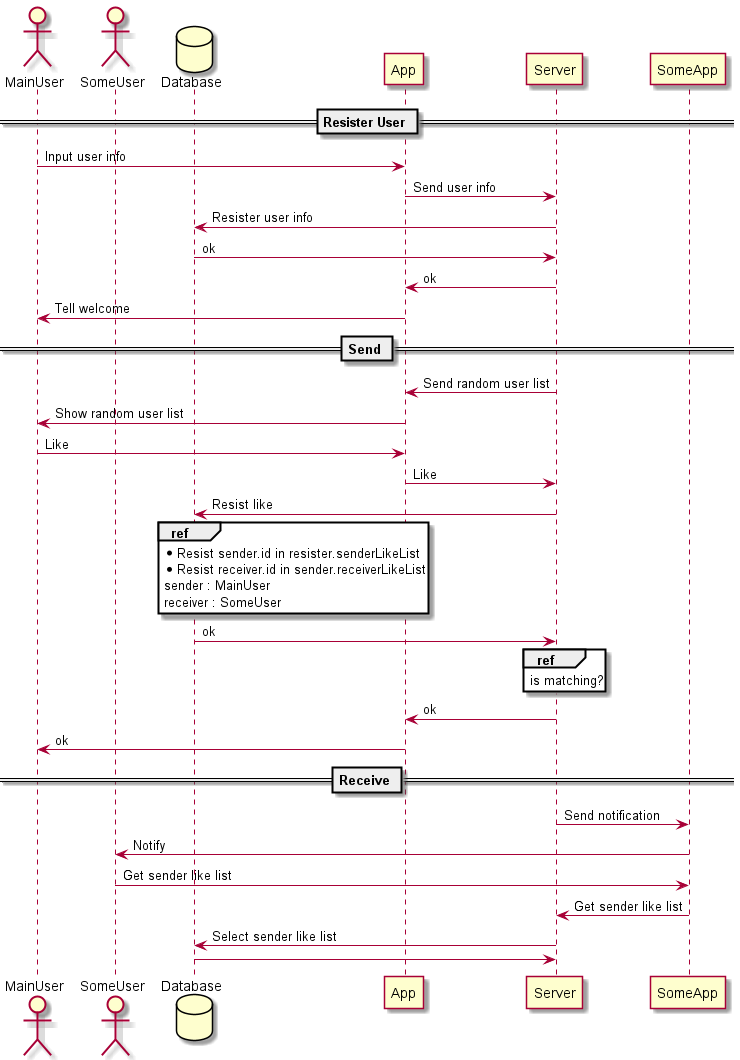 MainUser
SomeUser
Database
App
Server
SomeApp
Resister User
Input user info
Send user info
Resister user info
ok
ok
Tell welcome
Send
Send random user list
Show random user list
Like
Like
Resist like
ref
• Resist sender.id in resister.senderLikeList
• Resist receiver.id in sender.receiverLikeList
sender : MainUser
receiver : SomeUser
ok
ref
is matching?
ok
ok
Receive
Send notification
Notify
Get sender like list
Get sender like list
Select sender like list
MainUser
SomeUser
Database
App
Server
SomeApp